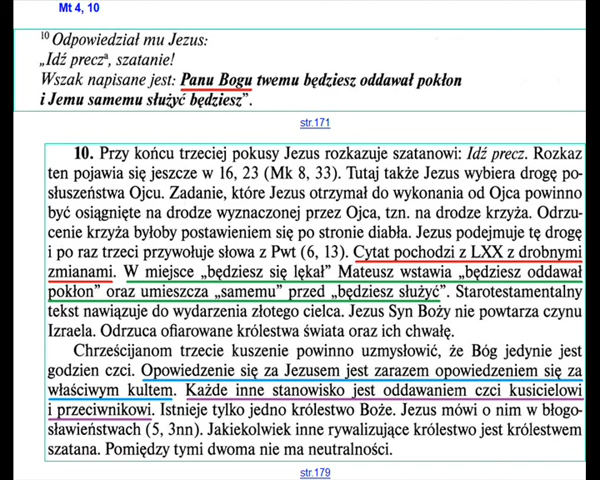 Mt 4, 10
10 Odpowiedział mu Jezus:
„Idź preczª, szatanie!
Wszak napisane jest: Panu Bogu twemu będziesz oddawał pokłon
i Jemu samemu służyć będziesz”.
str.171
10. Przy końcu trzeciej pokusy Jezus rozkazuje szatanowi: Idź precz. Rozkaz
ten pojawia się jeszcze w 16, 23 (Mk 8, 33). Tutaj także Jezus wybiera drogę po-
słuszeństwa Ojcu. Zadanie, które Jezus otrzymał do wykonania od Ojca powinno
być osiągnięte na drodze wyznaczonej przez Ojca, tzn. na drodze krzyża. Odrzu-
cenie krzyża byłoby postawieniem się po stronie diabła. Jezus podejmuje tę drogę
i po raz trzeci przywołuje słowa z Pwt (6, 13). Cytat pochodzi z LXX z drobnymi
zmianami. W miejsce „będziesz się lękał” Mateusz wstawia „będziesz oddawał
pokłon” oraz umieszcza „samemu” przed „będziesz służyć”. Starotestamentalny
tekst nawiązuje do wydarzenia złotego cielca. Jezus Syn Boży nie powtarza czynu
Izraela. Odrzuca ofiarowane królestwa świata oraz ich chwałę.
Chrześcijanom trzecie kuszenie powinno uzmysłowić, że Bóg jedynie jest
godzien czci. Opowiedzenie się za Jezusem jest zarazem opowiedzeniem się za
właściwym kultem. Każde inne stanowisko jest oddawaniem czci kusicielowi
i przeciwnikowi. Istnieje tylko jedno królestwo Boże. Jezus mówi o nim w błogo-
sławieństwach (5, 3nn). Jakiekolwiek inne rywalizujące królestwo jest królestwem
szatana. Pomiędzy tymi dwoma nie ma neutralności.
str.179